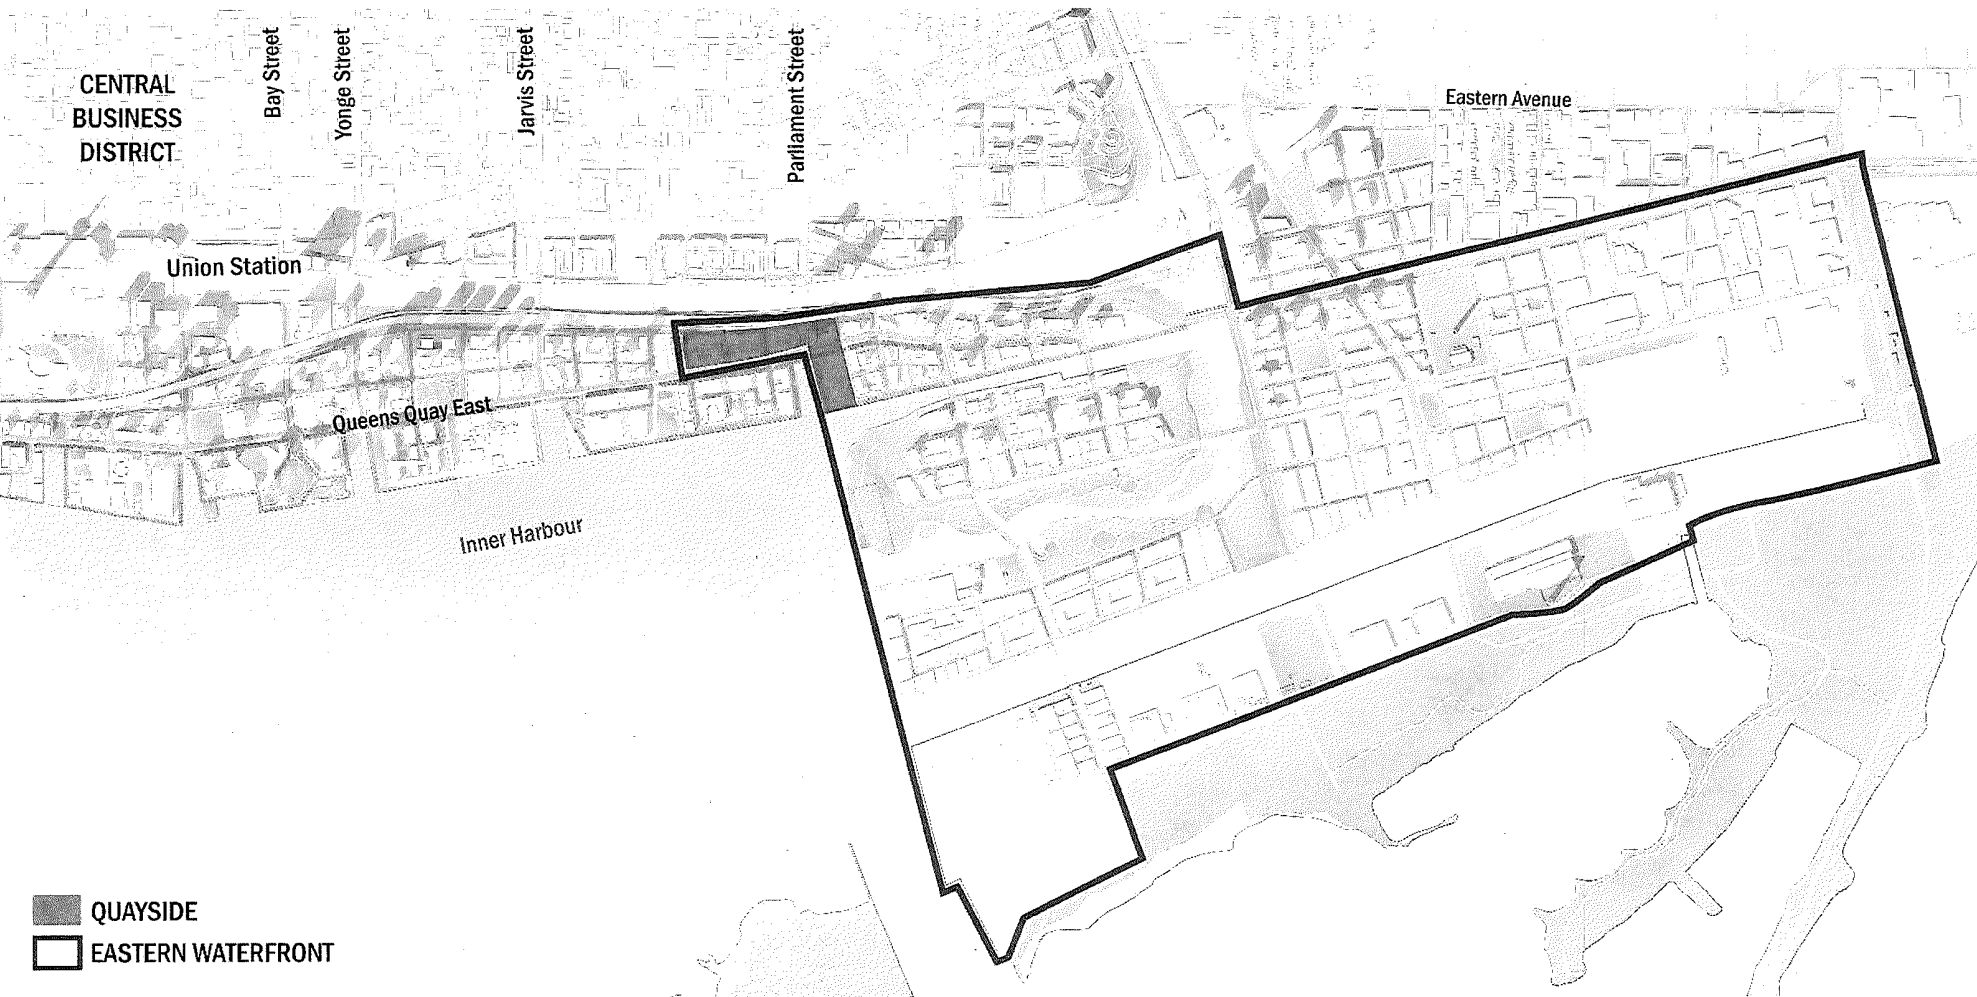 CENTRAL
BUSINESS
DISTRICT
Bay Street
Yonge Street
Jarvis Street
Parliament Street
Eastern Avenue
Union Station
Queens Quay East
Inner Harbour
QUAYSIDE
EASTERN WATERFRONT